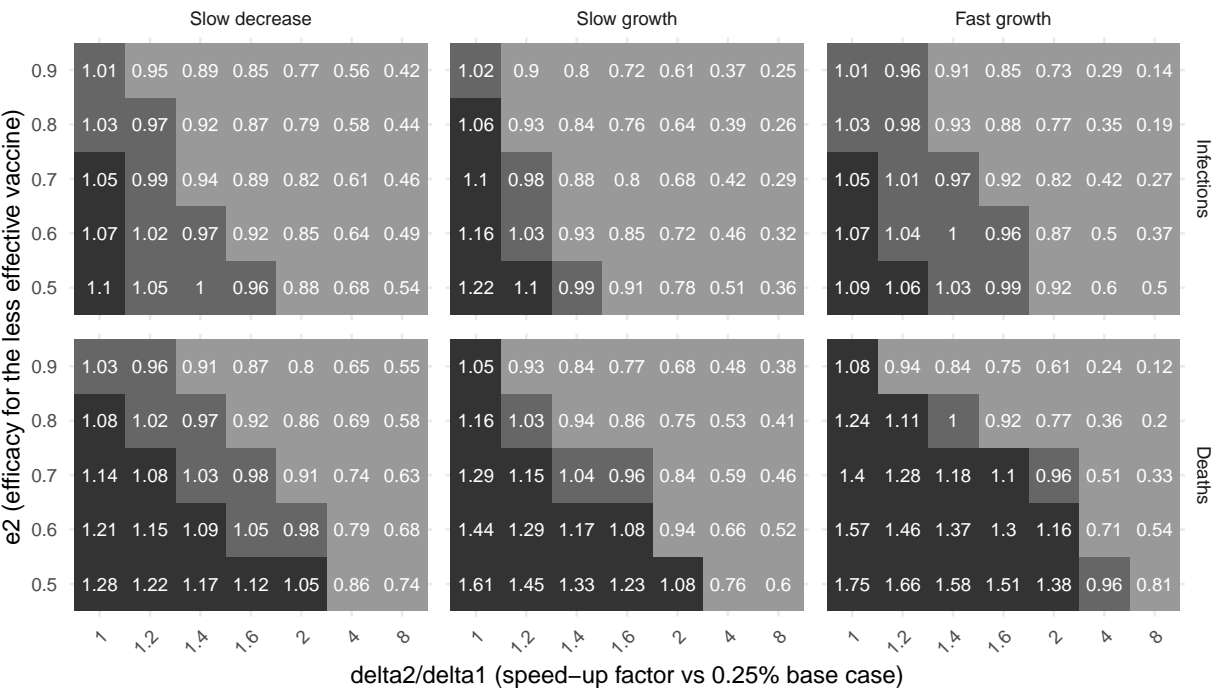 Slow decrease Slow growth Fast growth
0.9 1.01 0.95 0.89 0.85 0.77 0.56 0.42 1.02 0.9 0.8 0.72 0.61 0.37 0.25 1.01 0.96 0.91 0.85 0.73 0.29 0.14
0.8 1.03 0.97 0.92 0.87 0.79 0.58 0.44 1.06 0.93 0.84 0.76 0.64 0.39 0.26 1.03 0.98 0.93 0.88 0.77 0.35 0.19
0.7 1.05 0.99 0.94 0.89 0.82 0.61 0.46 1.1 0.98 0.88 0.8 0.68 0.42 0.29 1.05 1.01 0.97 0.92 0.82 0.42 0.27
0.6 1.07 1.02 0.97 0.92 0.85 0.64 0.49 1.16 1.03 0.93 0.85 0.72 0.46 0.32 1.07 1.04 1 0.96 0.87 0.5 0.37
0.5 1.1 1.05 1 0.96 0.88 0.68 0.54 1.22 1.1 0.99 0.91 0.78 0.51 0.36 1.09 1.06 1.03 0.99 0.92 0.6 0.5
Infections
0.9 1.03 0.96 0.91 0.87 0.8 0.65 0.55 1.05 0.93 0.84 0.77 0.68 0.48 0.38 1.08 0.94 0.84 0.75 0.61 0.24 0.12
0.8 1.08 1.02 0.97 0.92 0.86 0.69 0.58 1.16 1.03 0.94 0.86 0.75 0.53 0.41 1.24 1.11 1 0.92 0.77 0.36 0.2
0.7 1.14 1.08 1.03 0.98 0.91 0.74 0.63 1.29 1.15 1.04 0.96 0.84 0.59 0.46 1.4 1.28 1.18 1.1 0.96 0.51 0.33
0.6 1.21 1.15 1.09 1.05 0.98 0.79 0.68 1.44 1.29 1.17 1.08 0.94 0.66 0.52 1.57 1.46 1.37 1.3 1.16 0.71 0.54
0.5 1.28 1.22 1.17 1.12 1.05 0.86 0.74 1.61 1.45 1.33 1.23 1.08 0.76 0.6 1.75 1.66 1.58 1.51 1.38 0.96 0.81
Deaths
1 1.2 1.4 1.6 2 4 8 1 1.2 1.4 1.6 2 4 8 1 1.2 1.4 1.6 2 4 8
delta2/delta1 (speed−up factor vs 0.25% base case)
e2 (efficacy for the less effective vaccine)